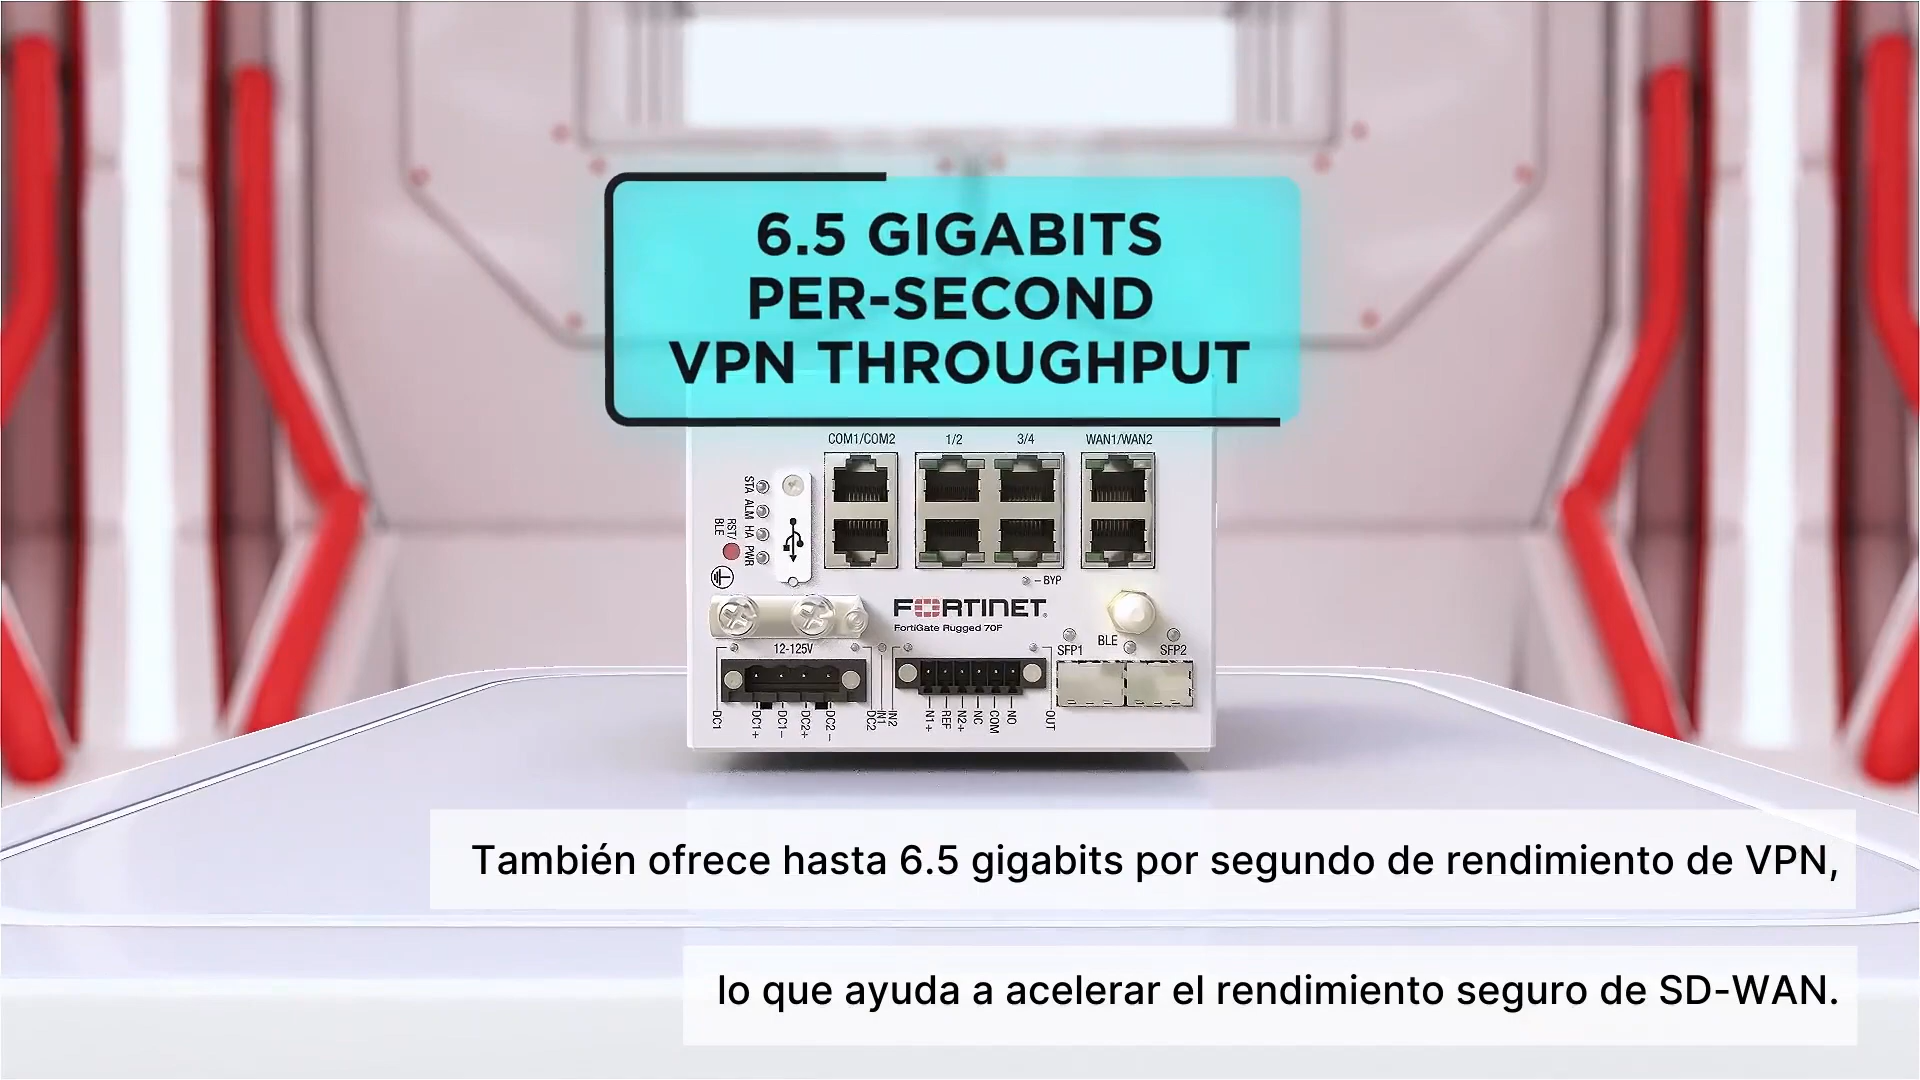 6.5 GIGABITS
PER-SECOND
VPN THROUGHPUT
COM1/COM2 1/2 3/4 WAN1/WAN2
STA ALM HA PWR
RST/
BLE
BYP
FORTINET
FortiGate Rugged 70F
12-125V
SFP1 BLE SFP2
DC1 DC1+ DC1- DC2+ DC2- DC2 IN1 IN2 N1+ REF N2+ NC COM NO OUT
También ofrece hasta 6.5 gigabits por segundo de rendimiento de VPN,
lo que ayuda a acelerar el rendimiento seguro de SD-WAN.